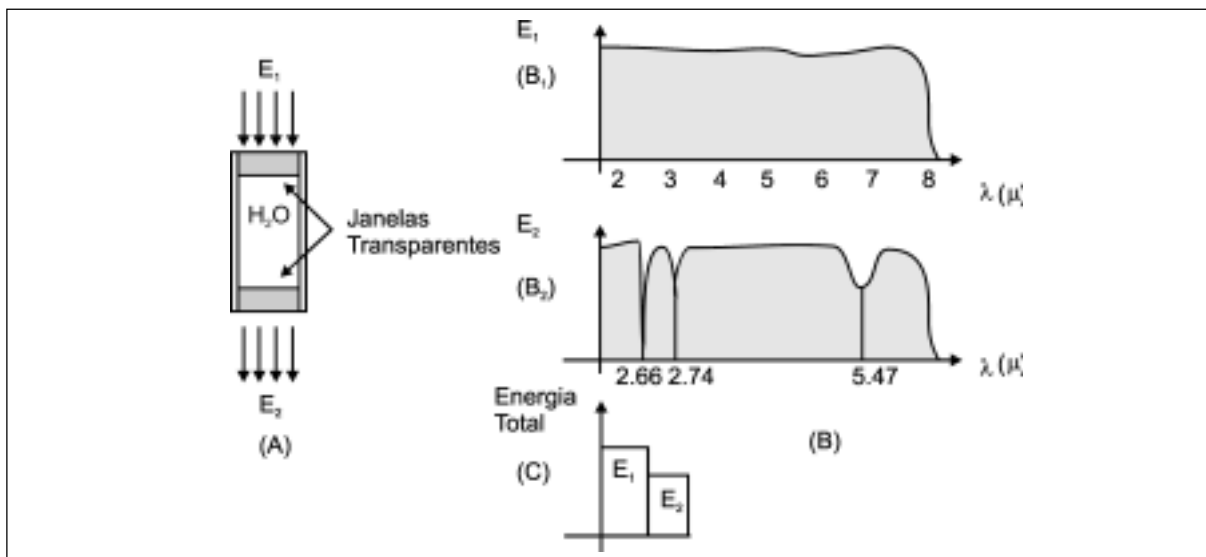 E₁
H₂O
Janelas
Transparentes
E₂
(A)
E₁
(B₁)
2 3 4 5 6 7 8
λ (μ)
E₂
(B₂)
2.66 2.74 5.47
λ (μ)
(B)
Energia
Total
(C)
E₁
E₂